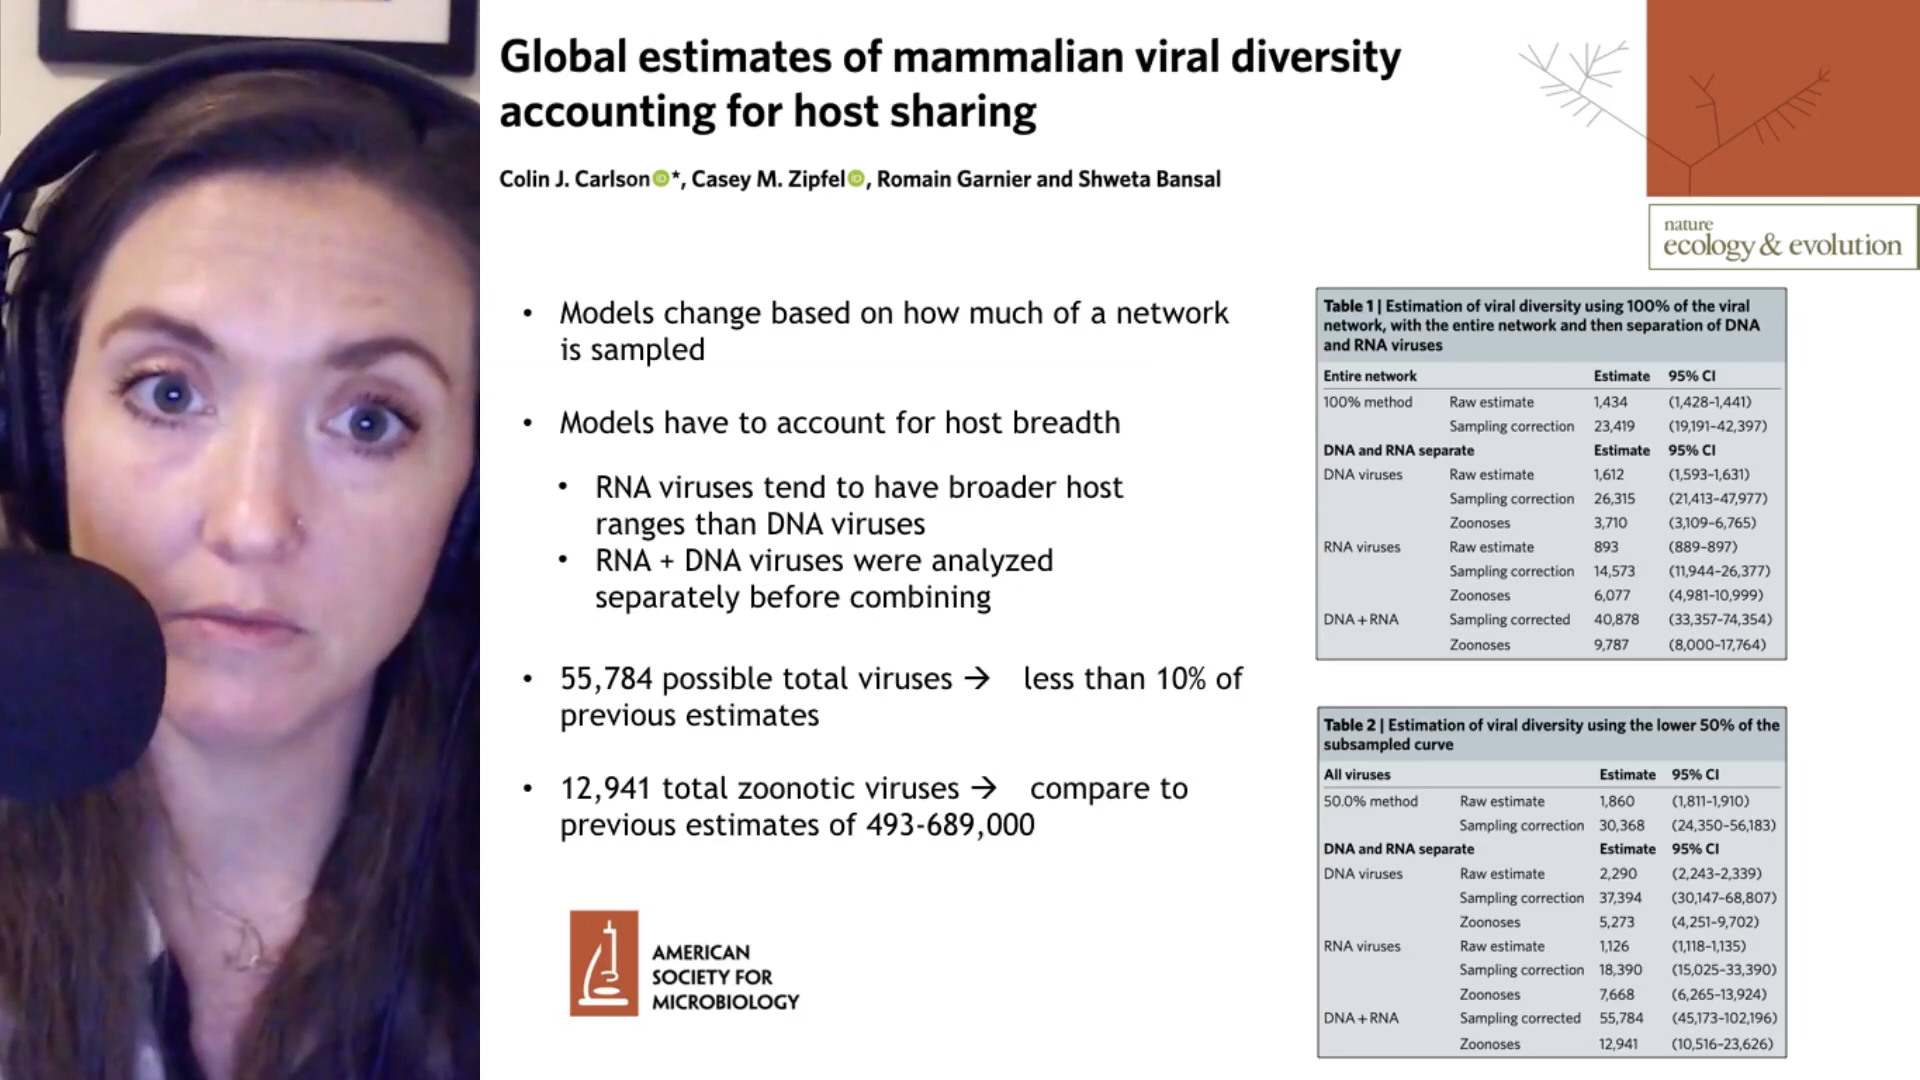 Global estimates of mammalian viral diversity
accounting for host sharing
Colin J. Carlson iD*, Casey M. Zipfel iD, Romain Garnier and Shweta Bansal
nature
ecology & evolution
• Models change based on how much of a network
is sampled
• Models have to account for host breadth
• RNA viruses tend to have broader host
ranges than DNA viruses
• RNA + DNA viruses were analyzed
separately before combining
• 55,784 possible total viruses → less than 10% of
previous estimates
• 12,941 total zoonotic viruses → compare to
previous estimates of 493-689,000
AMERICAN
SOCIETY FOR
MICROBIOLOGY
Table 1 | Estimation of viral diversity using 100% of the viral
network, with the entire network and then separation of DNA
and RNA viruses
Entire network Estimate 95% CI
100% method Raw estimate 1,434 (1,428–1,441)
Sampling correction 23,419 (19,191–42,397)
DNA and RNA separate Estimate 95% CI
DNA viruses Raw estimate 1,612 (1,593–1,631)
Sampling correction 26,315 (21,413–47,977)
Zoonoses 3,710 (3,109–6,765)
RNA viruses Raw estimate 893 (889–897)
Sampling correction 14,573 (11,944–26,377)
Zoonoses 6,077 (4,981–10,999)
DNA + RNA Sampling corrected 40,878 (33,357–74,354)
Zoonoses 9,787 (8,000–17,764)
Table 2 | Estimation of viral diversity using the lower 50% of the
subsampled curve
All viruses Estimate 95% CI
50.0% method Raw estimate 1,860 (1,811–1,910)
Sampling correction 30,368 (24,350–56,183)
DNA and RNA separate Estimate 95% CI
DNA viruses Raw estimate 2,290 (2,243–2,339)
Sampling correction 37,394 (30,147–68,807)
Zoonoses 5,273 (4,251–9,702)
RNA viruses Raw estimate 1,126 (1,118–1,135)
Sampling correction 18,390 (15,025–33,390)
Zoonoses 7,668 (6,265–13,924)
DNA + RNA Sampling corrected 55,784 (45,173–102,196)
Zoonoses 12,941 (10,516–23,626)